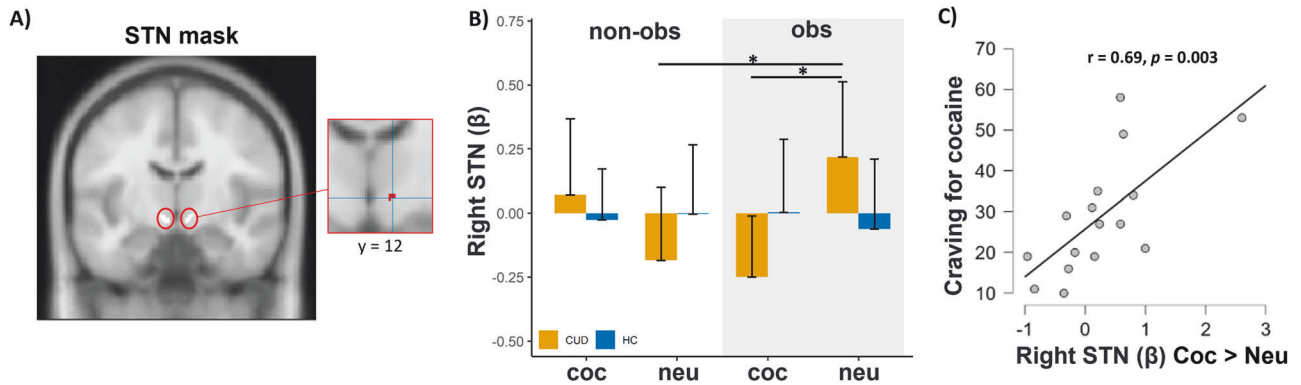 A)
STN mask
y = 12
B)
Right STN (β)
0.75
0.50
0.25
0.00
-0.25
-0.50
non-obs
obs
*
*
CUD
HC
coc
neu
coc
neu
C)
Craving for cocaine
70
60
50
40
30
20
10
r = 0.69, p = 0.003
-1
0
1
2
3
Right STN (β) Coc > Neu